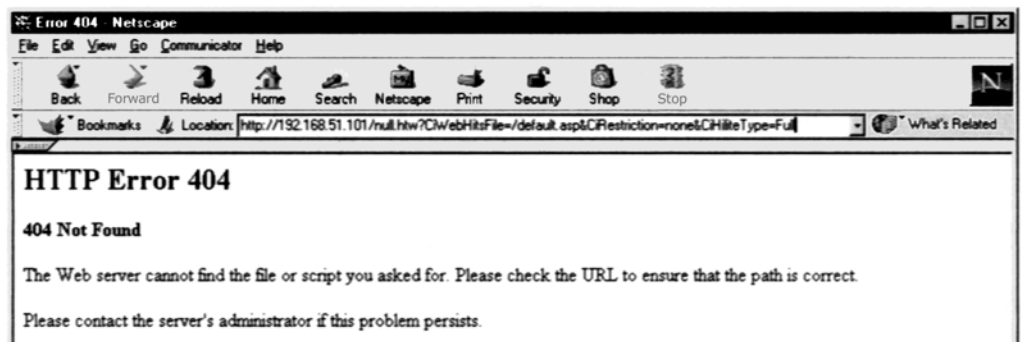 Error 404 - Netscape
File Edit View Go Communicator Help
Back Forward Reload Home Search Netscape Print Security Shop Stop
N
Bookmarks Location: http://192.168.51.101/null.htw?CiWebHitsFile=/default.asp&CiRestriction=none&CiHiliteType=Full What's Related
HTTP Error 404
404 Not Found
The Web server cannot find the file or script you asked for. Please check the URL to ensure that the path is correct.
Please contact the server's administrator if this problem persists.